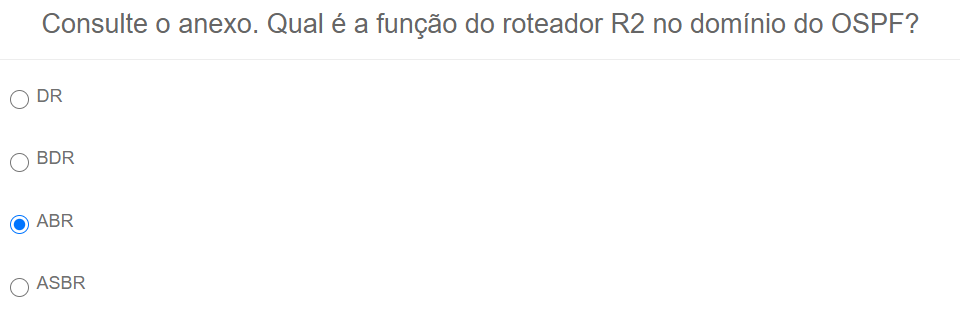 Consulte o anexo. Qual é a função do roteador R2 no domínio do OSPF?
DR
BDR
ABR
ASBR